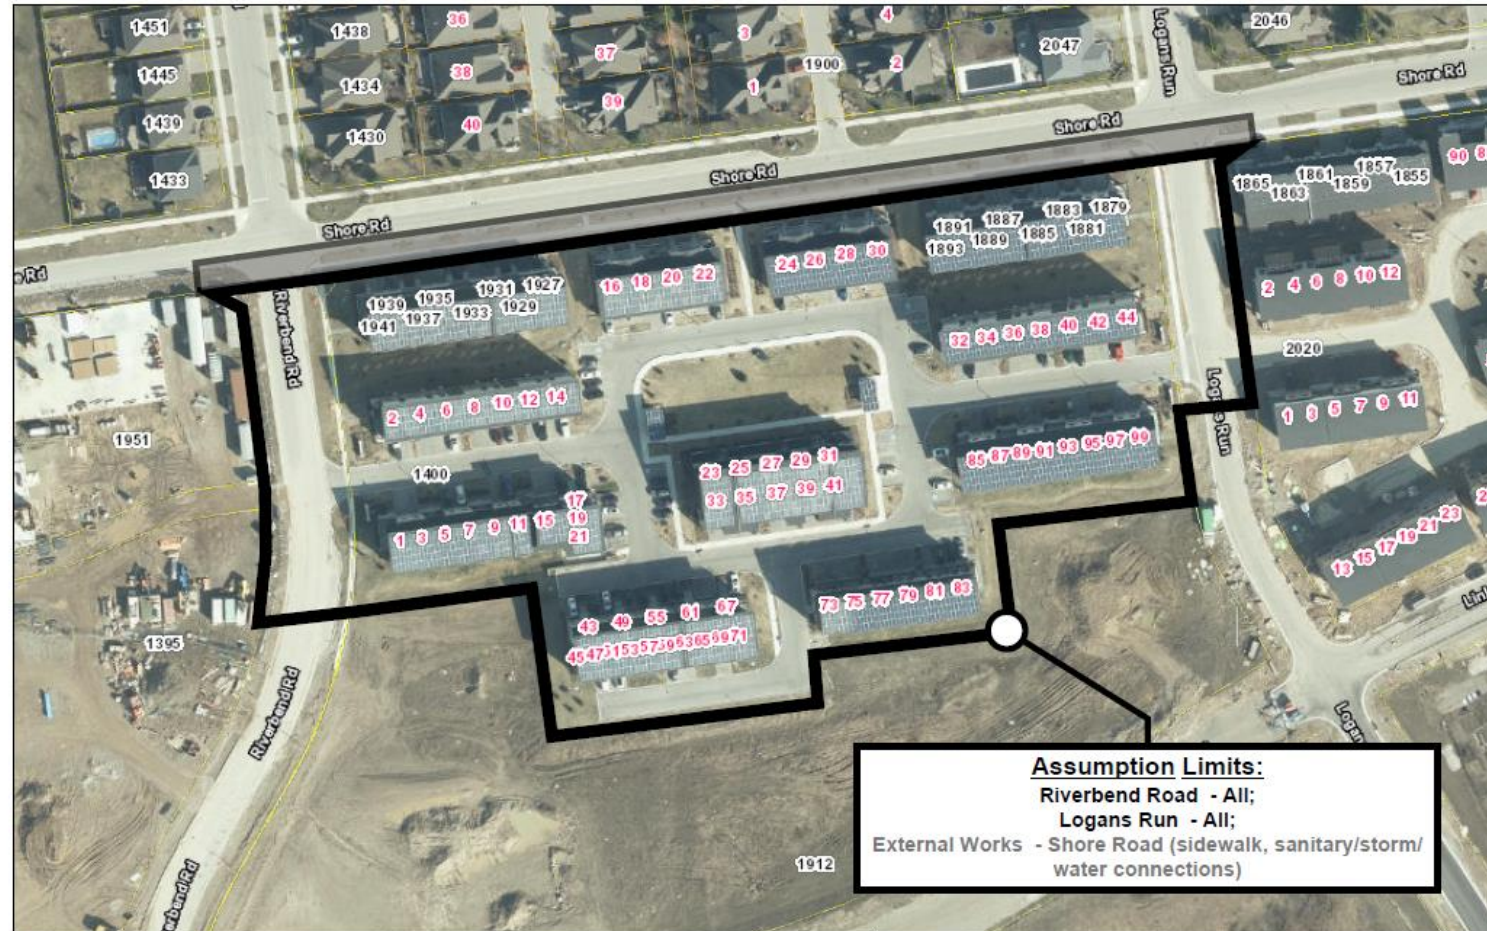 1451
1438
36
37
3
4
1900
2047
Logans Run
2046
1445
1434
38
39
1
2
Shore Rd
1439
1430
40
Shore Rd
1433
Shore Rd
Shore Rd
1865
1863
1861
1859
1857
1855
90
1891
1887
1883
1879
1893
1889
1885
1881
Riverbend Rd
1939
1935
1931
1927
1941
1937
1933
1929
16 18 20 22
24 26 28 30
32 34 36 38 40 42 44
2 4 6 8 10 12
2020
2 4 6 8 10 12 14
Logans Run
1 3 5 7 9 11
1951
1400
23 25 27 29 31
33 35 37 39 41
85 87 89 91 93 95 97 99
1 3 5 7 9 11 15
17
19
21
13 15 17 19 21 23
43 49 55 61 67
73 75 77 79 81 83
1395
Riverbend Rd
1912
Assumption Limits:
Riverbend Road - All;
Logans Run - All;
External Works - Shore Road (sidewalk, sanitary/storm/
water connections)